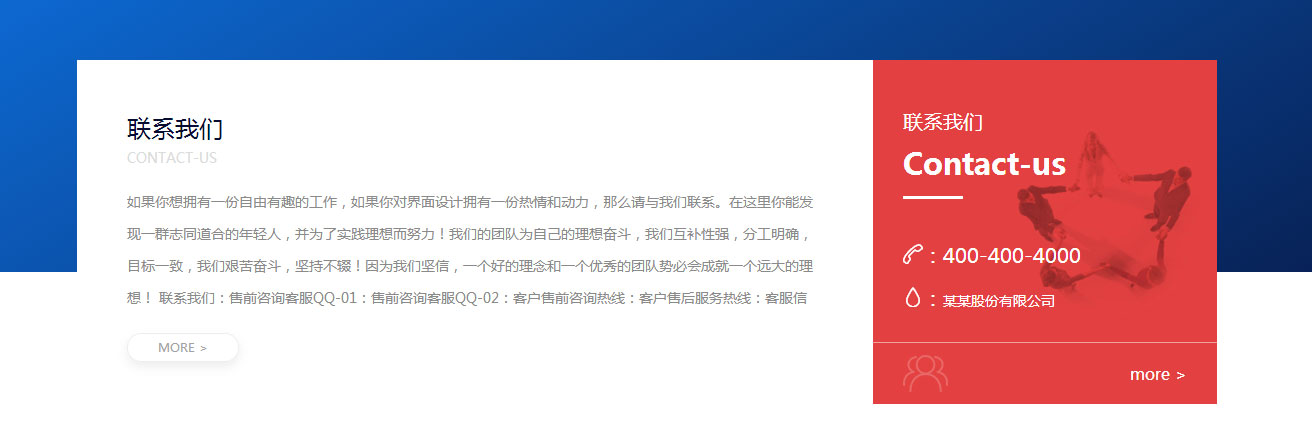 联系我们
CONTACT-US
如果你想拥有一份自由有趣的工作，如果你对界面设计拥有一份热情和动力，那么请与我们联系。在这里你能发
现一群志同道合的年轻人，并为了实践理想而努力！我们的团队为自己的理想奋斗，我们互补性强，分工明确，
目标一致，我们艰苦奋斗，坚持不辍！因为我们坚信，一个好的理念和一个优秀的团队势必会成就一个远大的理
想！ 联系我们：售前咨询客服QQ-01：售前咨询客服QQ-02：客户售前咨询热线：客户售后服务热线：客服信
MORE >
联系我们
Contact-us
：400-400-4000
：某某股份有限公司
more >